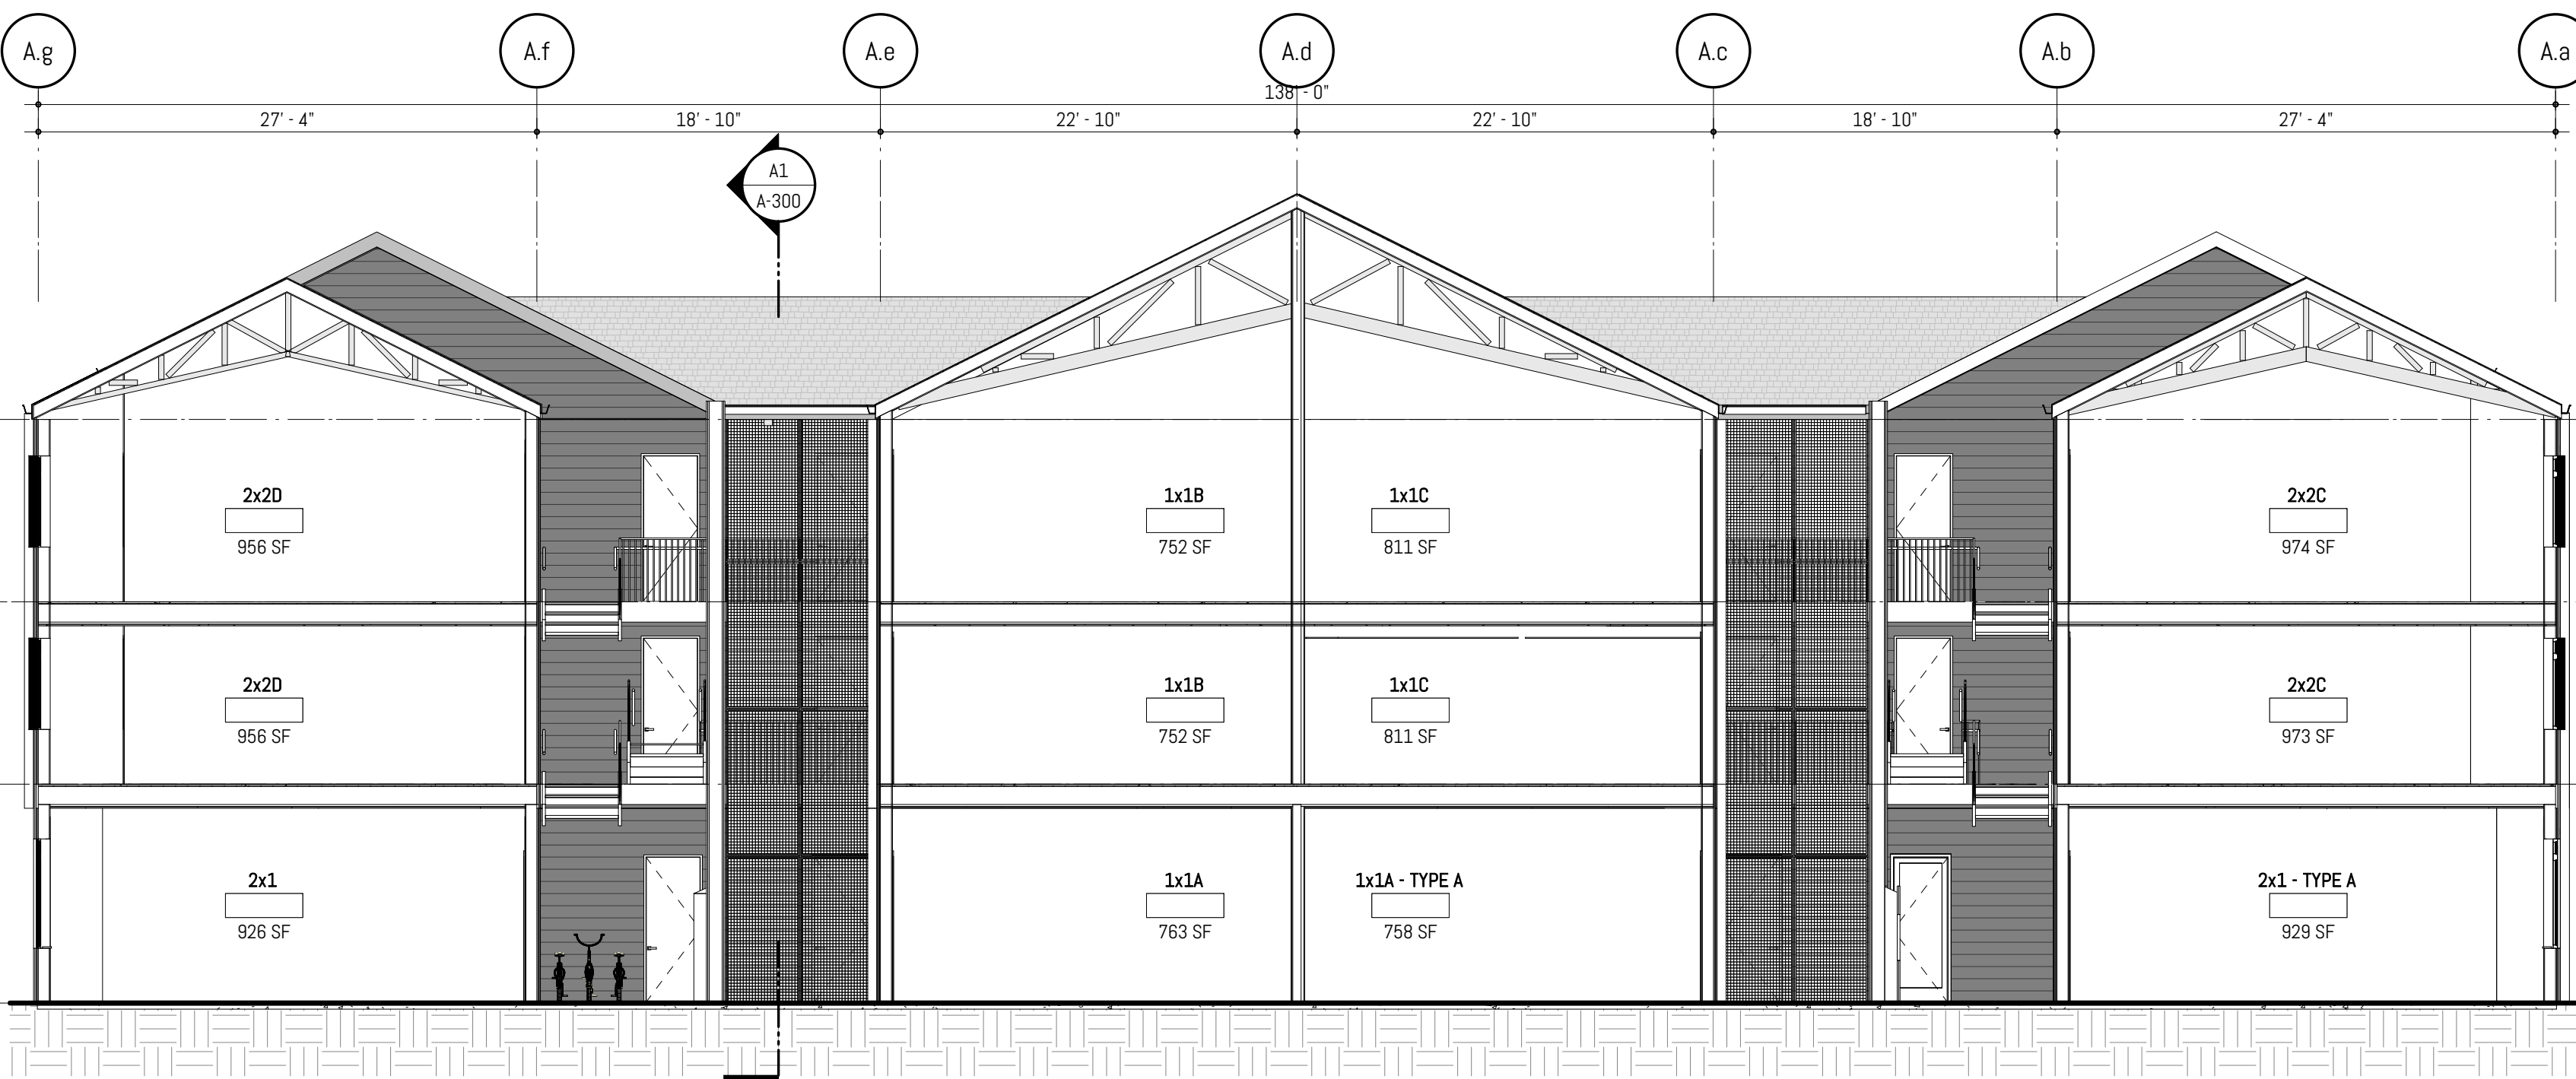 A.g A.f A.e A.d A.c A.b A.a
138' - 0"
27' - 4" 18' - 10" 22' - 10" 22' - 10" 18' - 10" 27' - 4"
A1
A-300
2x2D 1x1B 1x1C 2x2C
956 SF 752 SF 811 SF 974 SF
2x2D 1x1B 1x1C 2x2C
956 SF 752 SF 811 SF 973 SF
2x1 1x1A 1x1A - TYPE A 2x1 - TYPE A
926 SF 763 SF 758 SF 929 SF